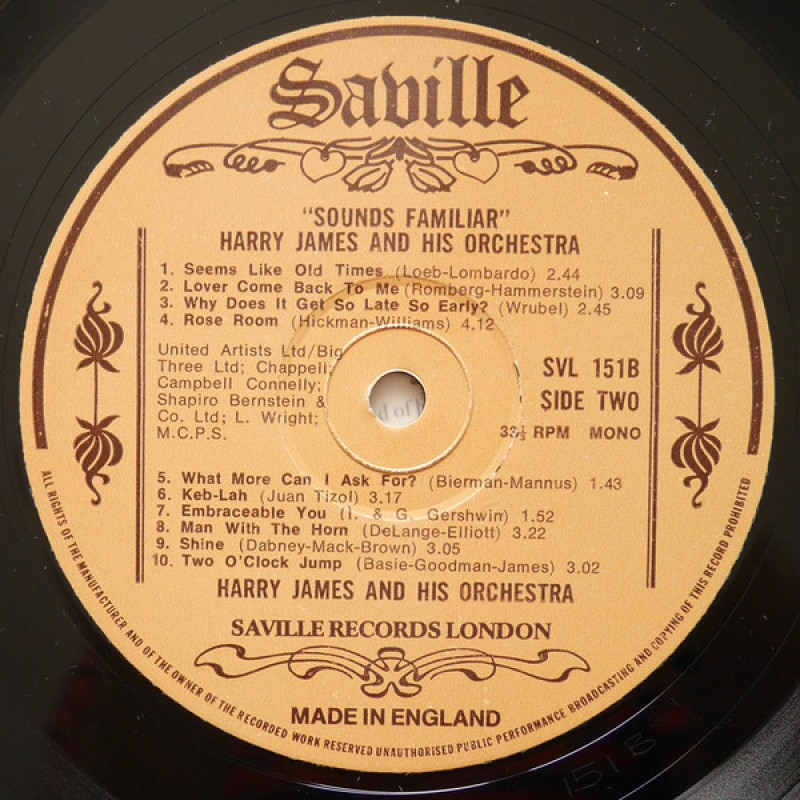 Saville
"SOUNDS FAMILIAR"
HARRY JAMES AND HIS ORCHESTRA
1. Seems Like Old Times (Loeb-Lombardo) 2.44
2. Lover Come Back To Me (Romberg-Hammerstein) 3.09
3. Why Does It Get So Late So Early? (Wrubel) 2.45
4. Rose Room (Hickman-Williams) 4.12
United Artists Ltd/Big
Three Ltd; Chappell;
Campbell Connelly;
Shapiro Bernstein &
Co. Ltd; L. Wright;
M.C.P.S.
SVL 151B
SIDE TWO
33⅓ RPM MONO
5. What More Can I Ask For? (Bierman-Mannus) 1.43
6. Keb-Lah (Juan Tizol) 3.17
7. Embraceable You (I. & G. Gershwin) 1.52
8. Man With The Horn (DeLange-Elliott) 3.22
9. Shine (Dabney-Mack-Brown) 3.05
10. Two O'Clock Jump (Basie-Goodman-James) 3.02
HARRY JAMES AND HIS ORCHESTRA
SAVILLE RECORDS LONDON
MADE IN ENGLAND
ALL RIGHTS OF THE MANUFACTURER AND OF THE OWNER OF THE RECORDED WORK RESERVED UNAUTHORISED PUBLIC PERFORMANCE BROADCASTING AND COPYING OF THIS RECORD PROHIBITED
151 B